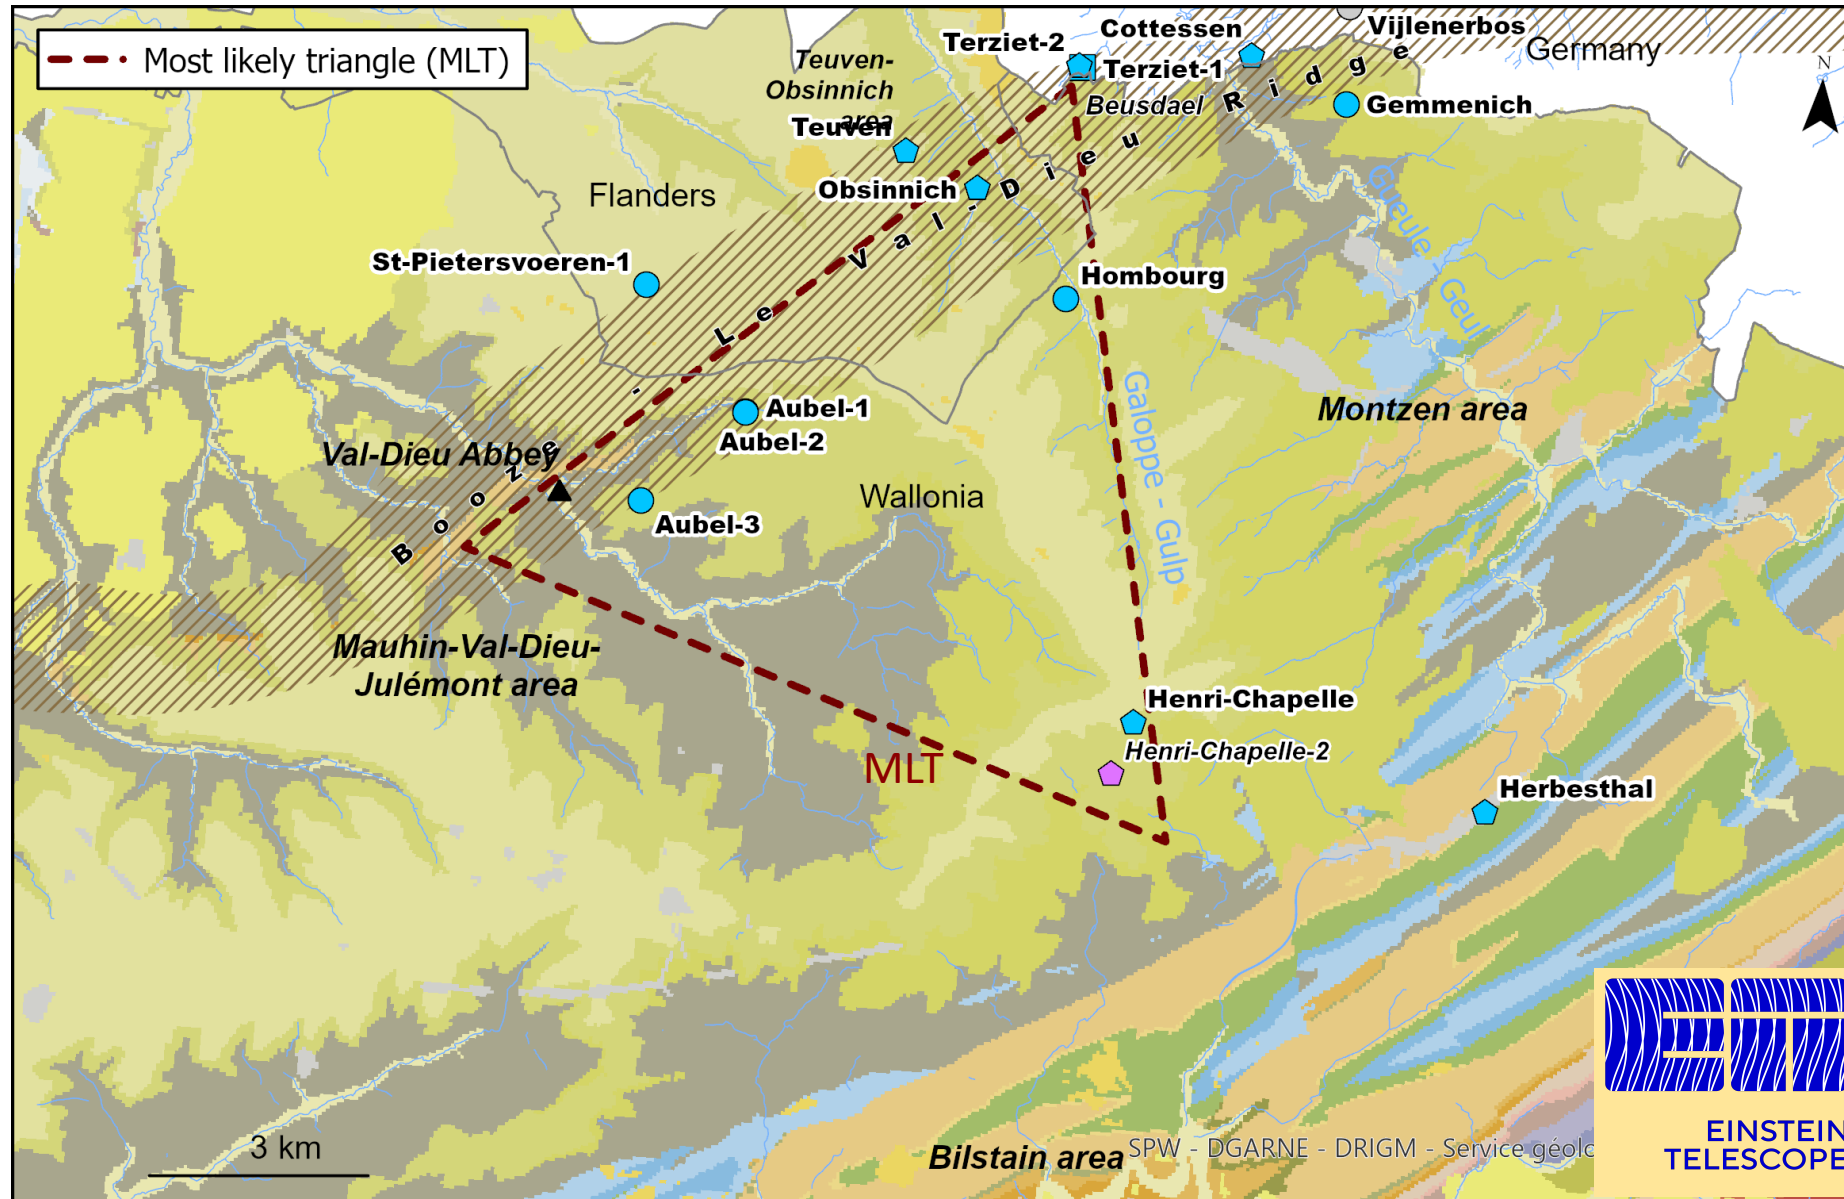 Most likely triangle (MLT)
Teuven-
Obsinnich
area
Terziet-2
Cottessen
Vijlenerbos
Germany
N
Terziet-1
Beusdael
Gemmenich
Teuven
Flanders
Obsinnich
Booze - Le Val-Dieu Ridge
Gueule - Geul
St-Pietersvoeren-1
Hombourg
Galoppe - Gulp
Montzen area
Aubel-1
Aubel-2
Val-Dieu Abbey
Wallonia
Aubel-3
Mauhin-Val-Dieu-
Julémont area
Henri-Chapelle
Henri-Chapelle-2
MLT
Herbesthal
3 km
Bilstain area
SPW - DGARNE - DRIGM - Service géolo
EINSTEIN
TELESCOPE